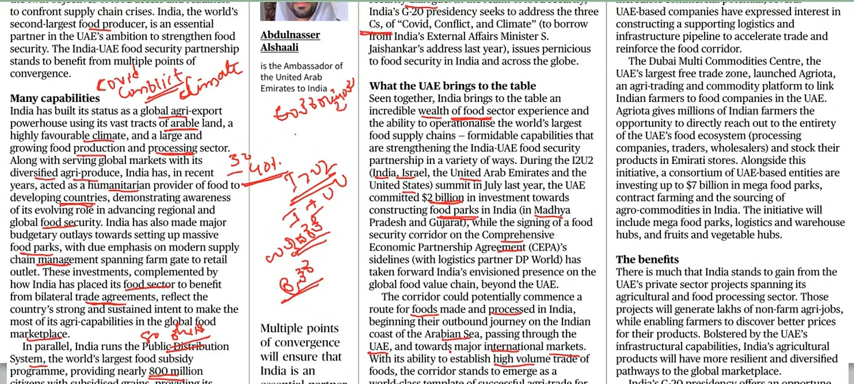 to confront supply chain crises. India, the world's
second-largest food producer, is an essential
partner in the UAE's ambition to strengthen food
security. The India-UAE food security partnership
stands to benefit from multiple points of
convergence.
Covid
Conflict
Climate
Many capabilities
India has built its status as a global agri-export
powerhouse using its vast tracts of arable land, a
highly favourable climate, and a large and
growing food production and processing sector.
Along with serving global markets with its
diversified agri-produce, India has, in recent
years, acted as a humanitarian provider of food to
developing countries, demonstrating awareness
of its evolving role in advancing regional and
global food security. India has also made major
budgetary outlays towards setting up massive
food parks, with due emphasis on modern supply
chain management spanning farm gate to retail
outlet. These investments, complemented by
how India has placed its food sector to benefit
from bilateral trade agreements, reflect the
country's strong and sustained intent to make the
most of its agri-capabilities in the global food
marketplace.
In parallel, India runs the Public Distribution
System, the world's largest food subsidy
programme, providing nearly 800 million
citizens with subsidised grains, providing its
Abdulnasser
Alshaali
is the Ambassador of
the United Arab
Emirates to India
40%
I2U2
Multiple points
of convergence
will ensure that
India is an
essential partner
India's G-20 presidency seeks to address the three
Cs, of "Covid, Conflict, and Climate" (to borrow
from India's External Affairs Minister S.
Jaishankar's address last year), issues pernicious
to food security in India and across the globe.
What the UAE brings to the table
Seen together, India brings to the table an
incredible wealth of food sector experience and
the ability to operationalise the world's largest
food supply chains — formidable capabilities that
are strengthening the India-UAE food security
partnership in a variety of ways. During the I2U2
(India, Israel, the United Arab Emirates and the
United States) summit in July last year, the UAE
committed $2 billion in investment towards
constructing food parks in India (in Madhya
Pradesh and Gujarat), while the signing of a food
security corridor on the Comprehensive
Economic Partnership Agreement (CEPA)'s
sidelines (with logistics partner DP World) has
taken forward India's envisioned presence on the
global food value chain, beyond the UAE.
The corridor could potentially commence a
route for foods made and processed in India,
beginning their outbound journey on the Indian
coast of the Arabian Sea, passing through the
UAE, and towards major international markets.
With its ability to establish high volume trade of
foods, the corridor stands to emerge as a
world-class template of successful agri-trade for
UAE-based companies have expressed interest in
constructing a supporting logistics and
infrastructure pipeline to accelerate trade and
reinforce the food corridor.
The Dubai Multi Commodities Centre, the
UAE's largest free trade zone, launched Agriota,
an agri-trading and commodity platform to link
Indian farmers to food companies in the UAE.
Agriota gives millions of Indian farmers the
opportunity to directly reach out to the entirety
of the UAE's food ecosystem (processing
companies, traders, wholesalers) and stock their
products in Emirati stores. Alongside this
initiative, a consortium of UAE-based entities are
investing up to $7 billion in mega food parks,
contract farming and the sourcing of
agro-commodities in India. The initiative will
include mega food parks, logistics and warehouse
hubs, and fruits and vegetable hubs.
The benefits
There is much that India stands to gain from the
UAE's private sector projects spanning its
agricultural and food processing sector. Those
projects will generate lakhs of non-farm agri-jobs,
while enabling farmers to discover better prices
for their products. Bolstered by the UAE's
infrastructural capabilities, India's agricultural
products will have more resilient and diversified
pathways to the global marketplace.